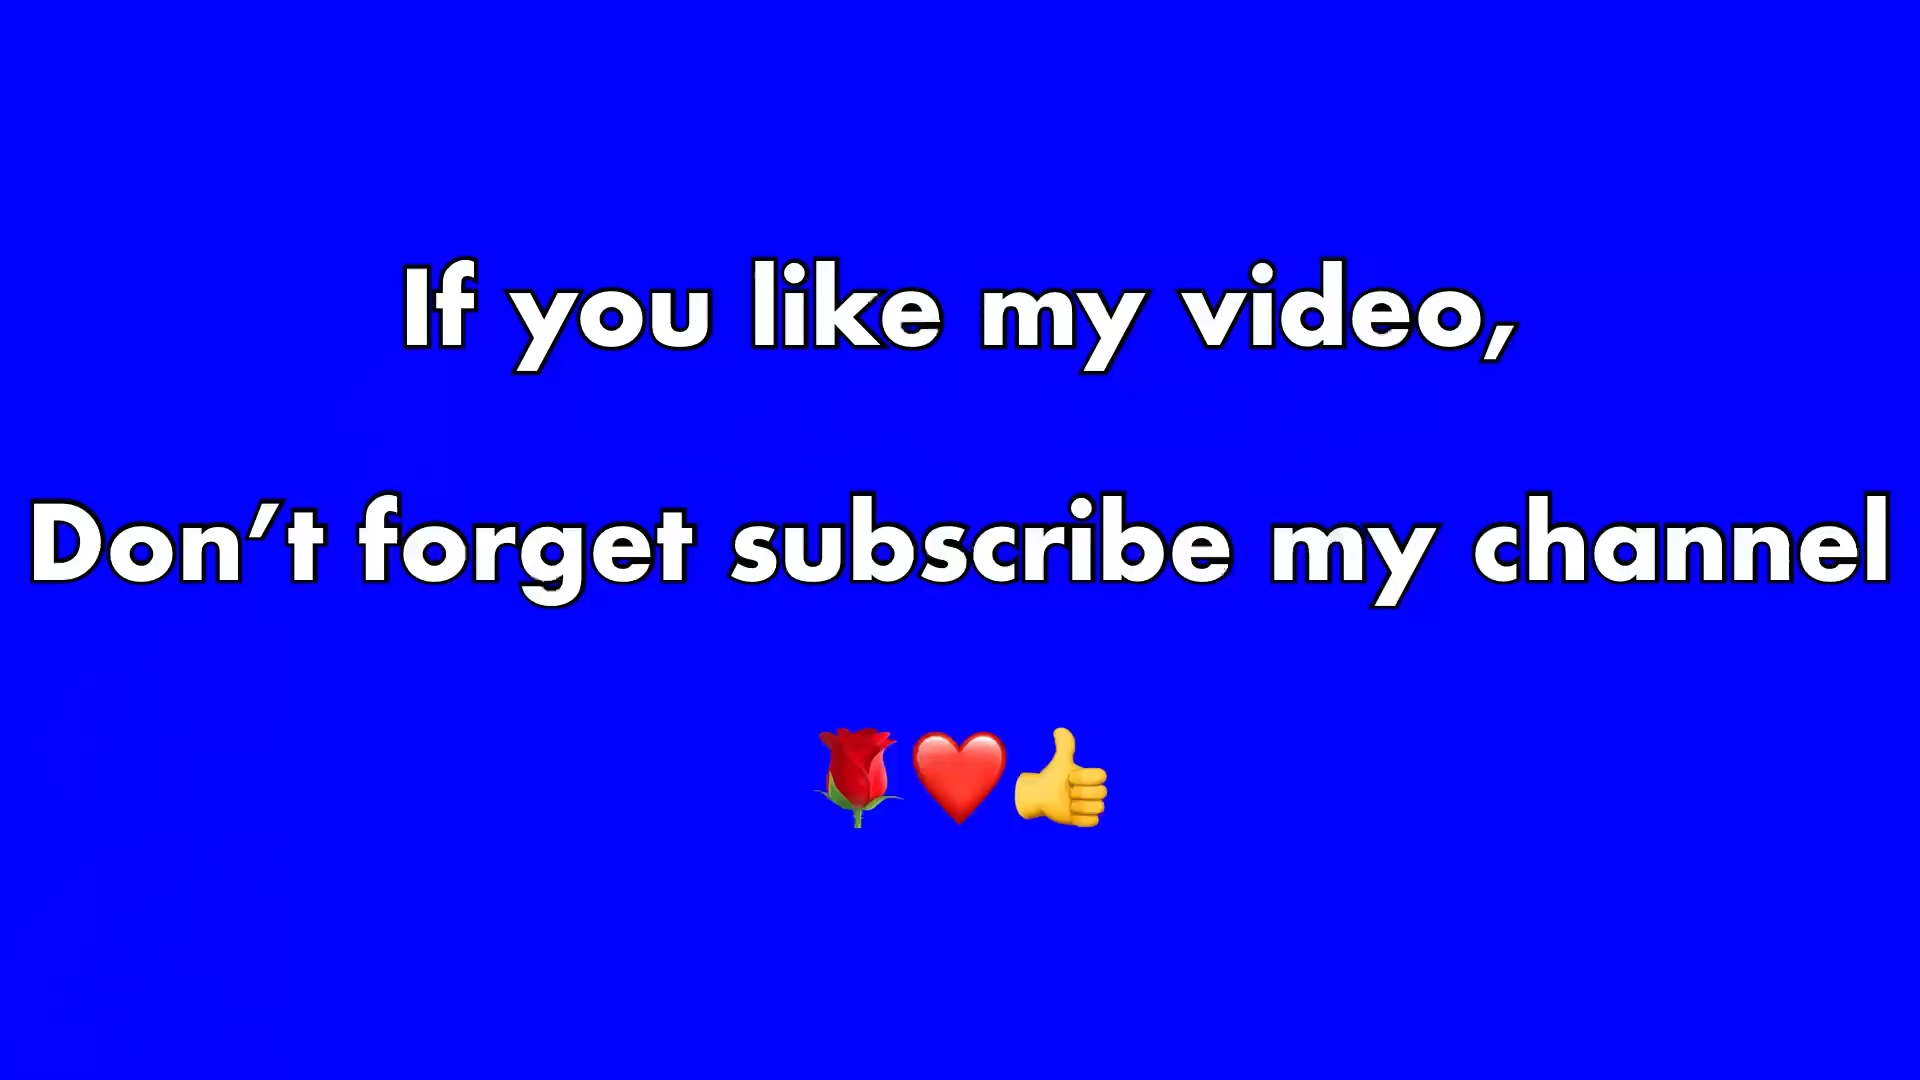 If you like my video,
Don’t forget subscribe my channel
🌹❤️👍